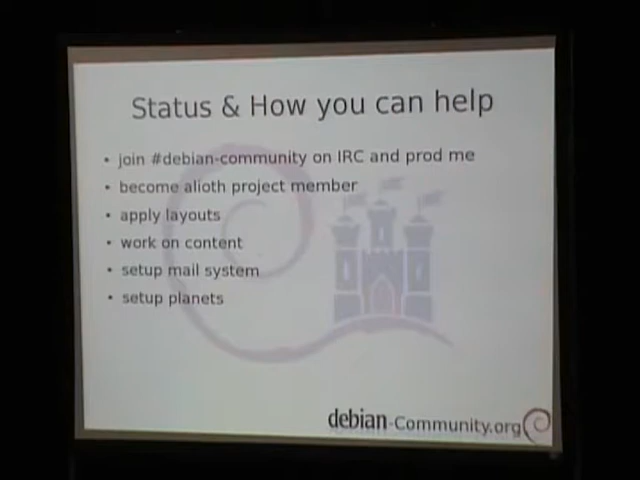 Status & How you can help
• join #debian-community on IRC and prod me
• become alioth project member
• apply layouts
• work on content
• setup mail system
• setup planets
debian-Community.org